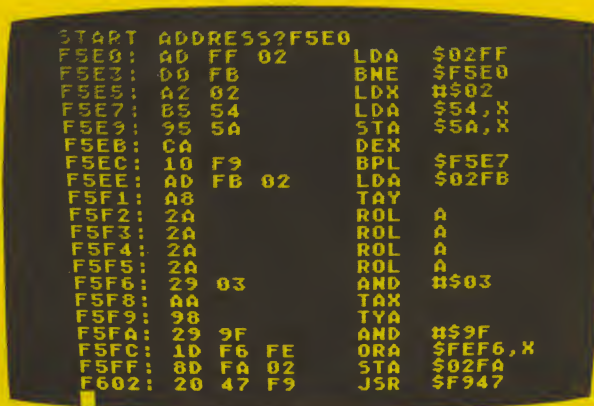 START ADDRESS?F5E0
F5E0: AD FF 02 LDA $02FF
F5E3: D0 FB BNE $F5E0
F5E5: A2 02 LDX #$02
F5E7: B5 54 LDA $54,X
F5E9: 95 5A STA $5A,X
F5EB: CA DEX
F5EC: 10 F9 BPL $F5E7
F5EE: AD FB 02 LDA $02FB
F5F1: A8 TAY
F5F2: 2A ROL A
F5F3: 2A ROL A
F5F4: 2A ROL A
F5F5: 2A ROL A
F5F6: 29 03 AND #$03
F5F8: AA TAX
F5F9: 98 TYA
F5FA: 29 9F AND #$9F
F5FC: 1D F6 FE ORA $FEF6,X
F5FF: 8D FA 02 STA $02FA
F602: 20 47 F9 JSR $F947